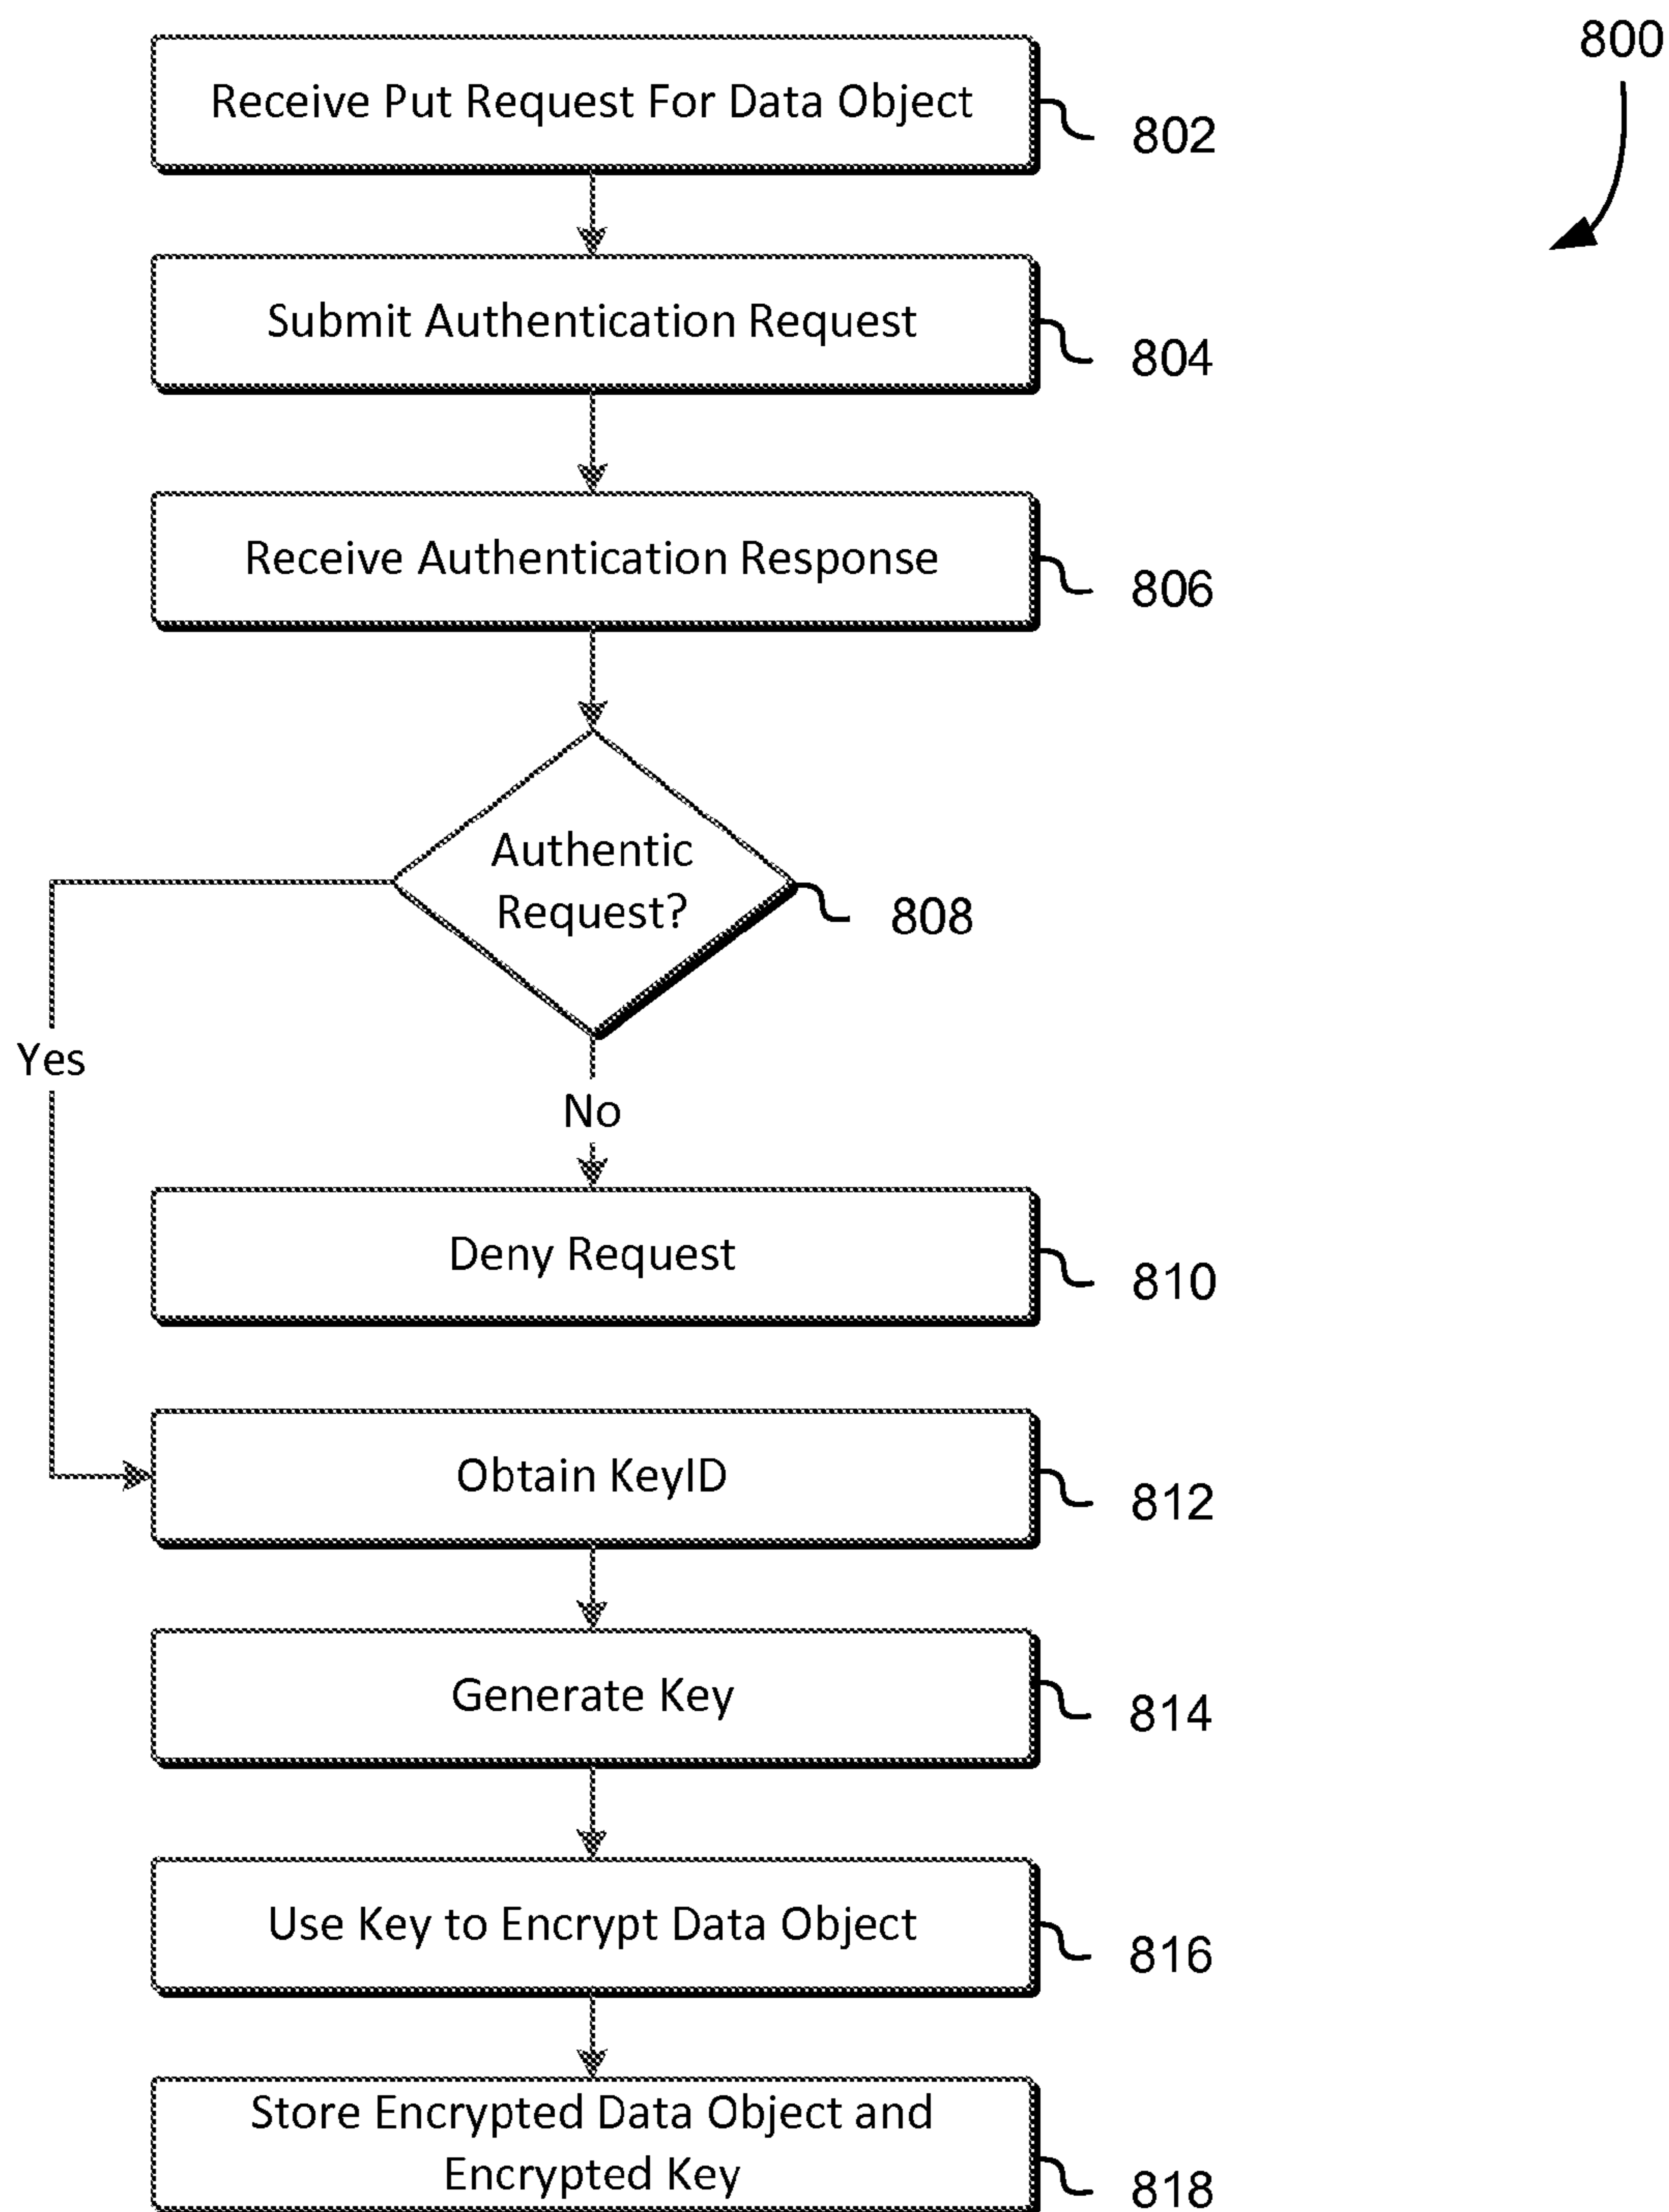 800
Receive Put Request For Data Object
802
Submit Authentication Request
804
Receive Authentication Response
806
Authentic
Request?
808
Yes
No
Deny Request
810
Obtain KeyID
812
Generate Key
814
Use Key to Encrypt Data Object
816
Store Encrypted Data Object and
Encrypted Key
818